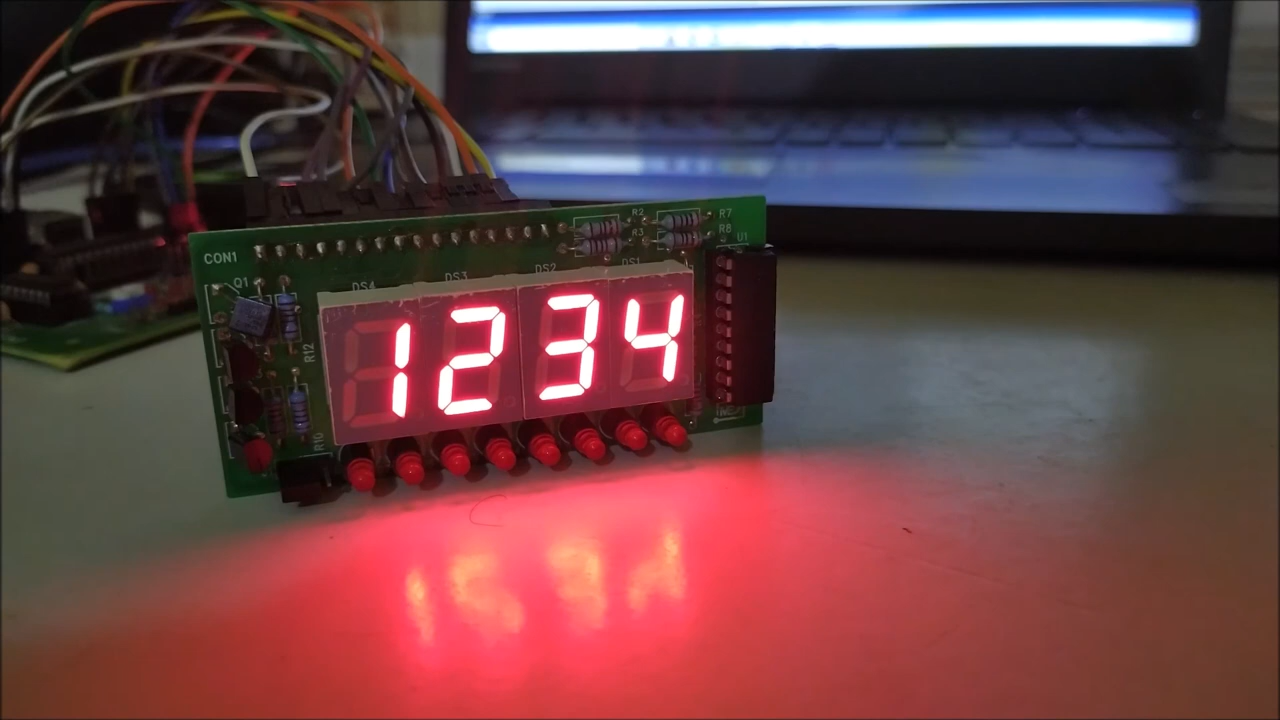 R2 R7
R3 R8
CON1 U1
Q1 DS4 DS3 DS2 DS1
1234
R12
R10